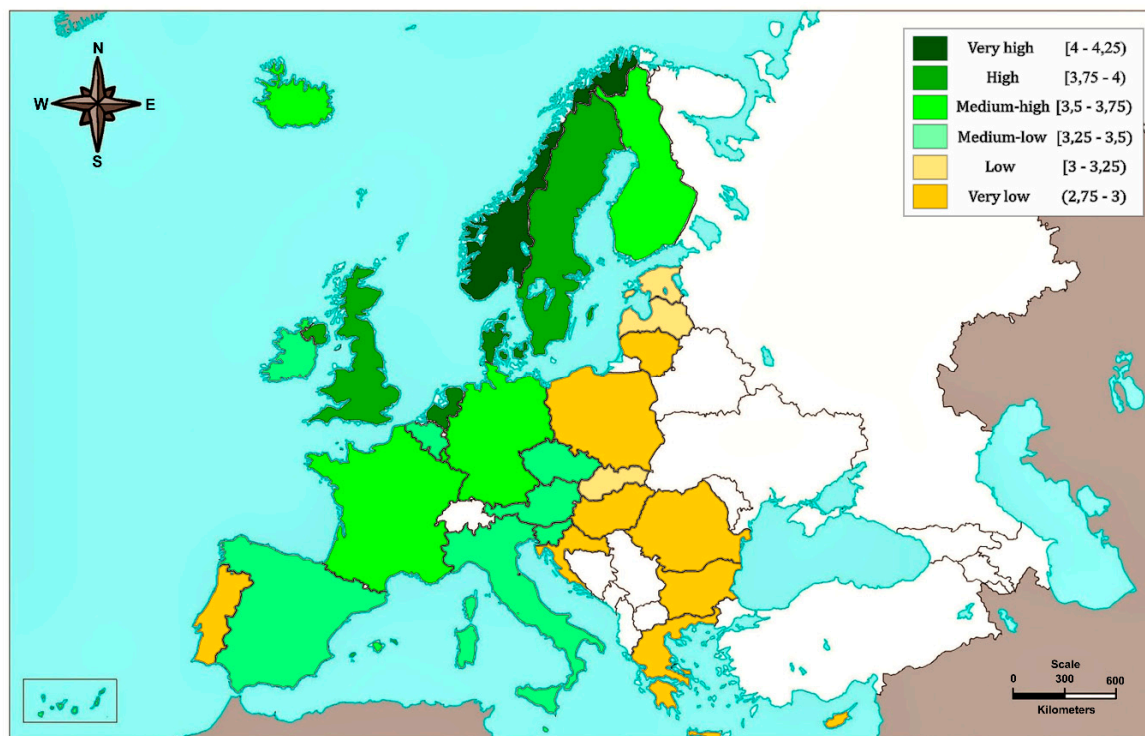 N
W E
S
Very high [4 - 4,25)
High [3,75 - 4)
Medium-high [3,5 - 3,75)
Medium-low [3,25 - 3,5)
Low [3 - 3,25)
Very low (2,75 - 3)
Scale
0 300 600
Kilometers